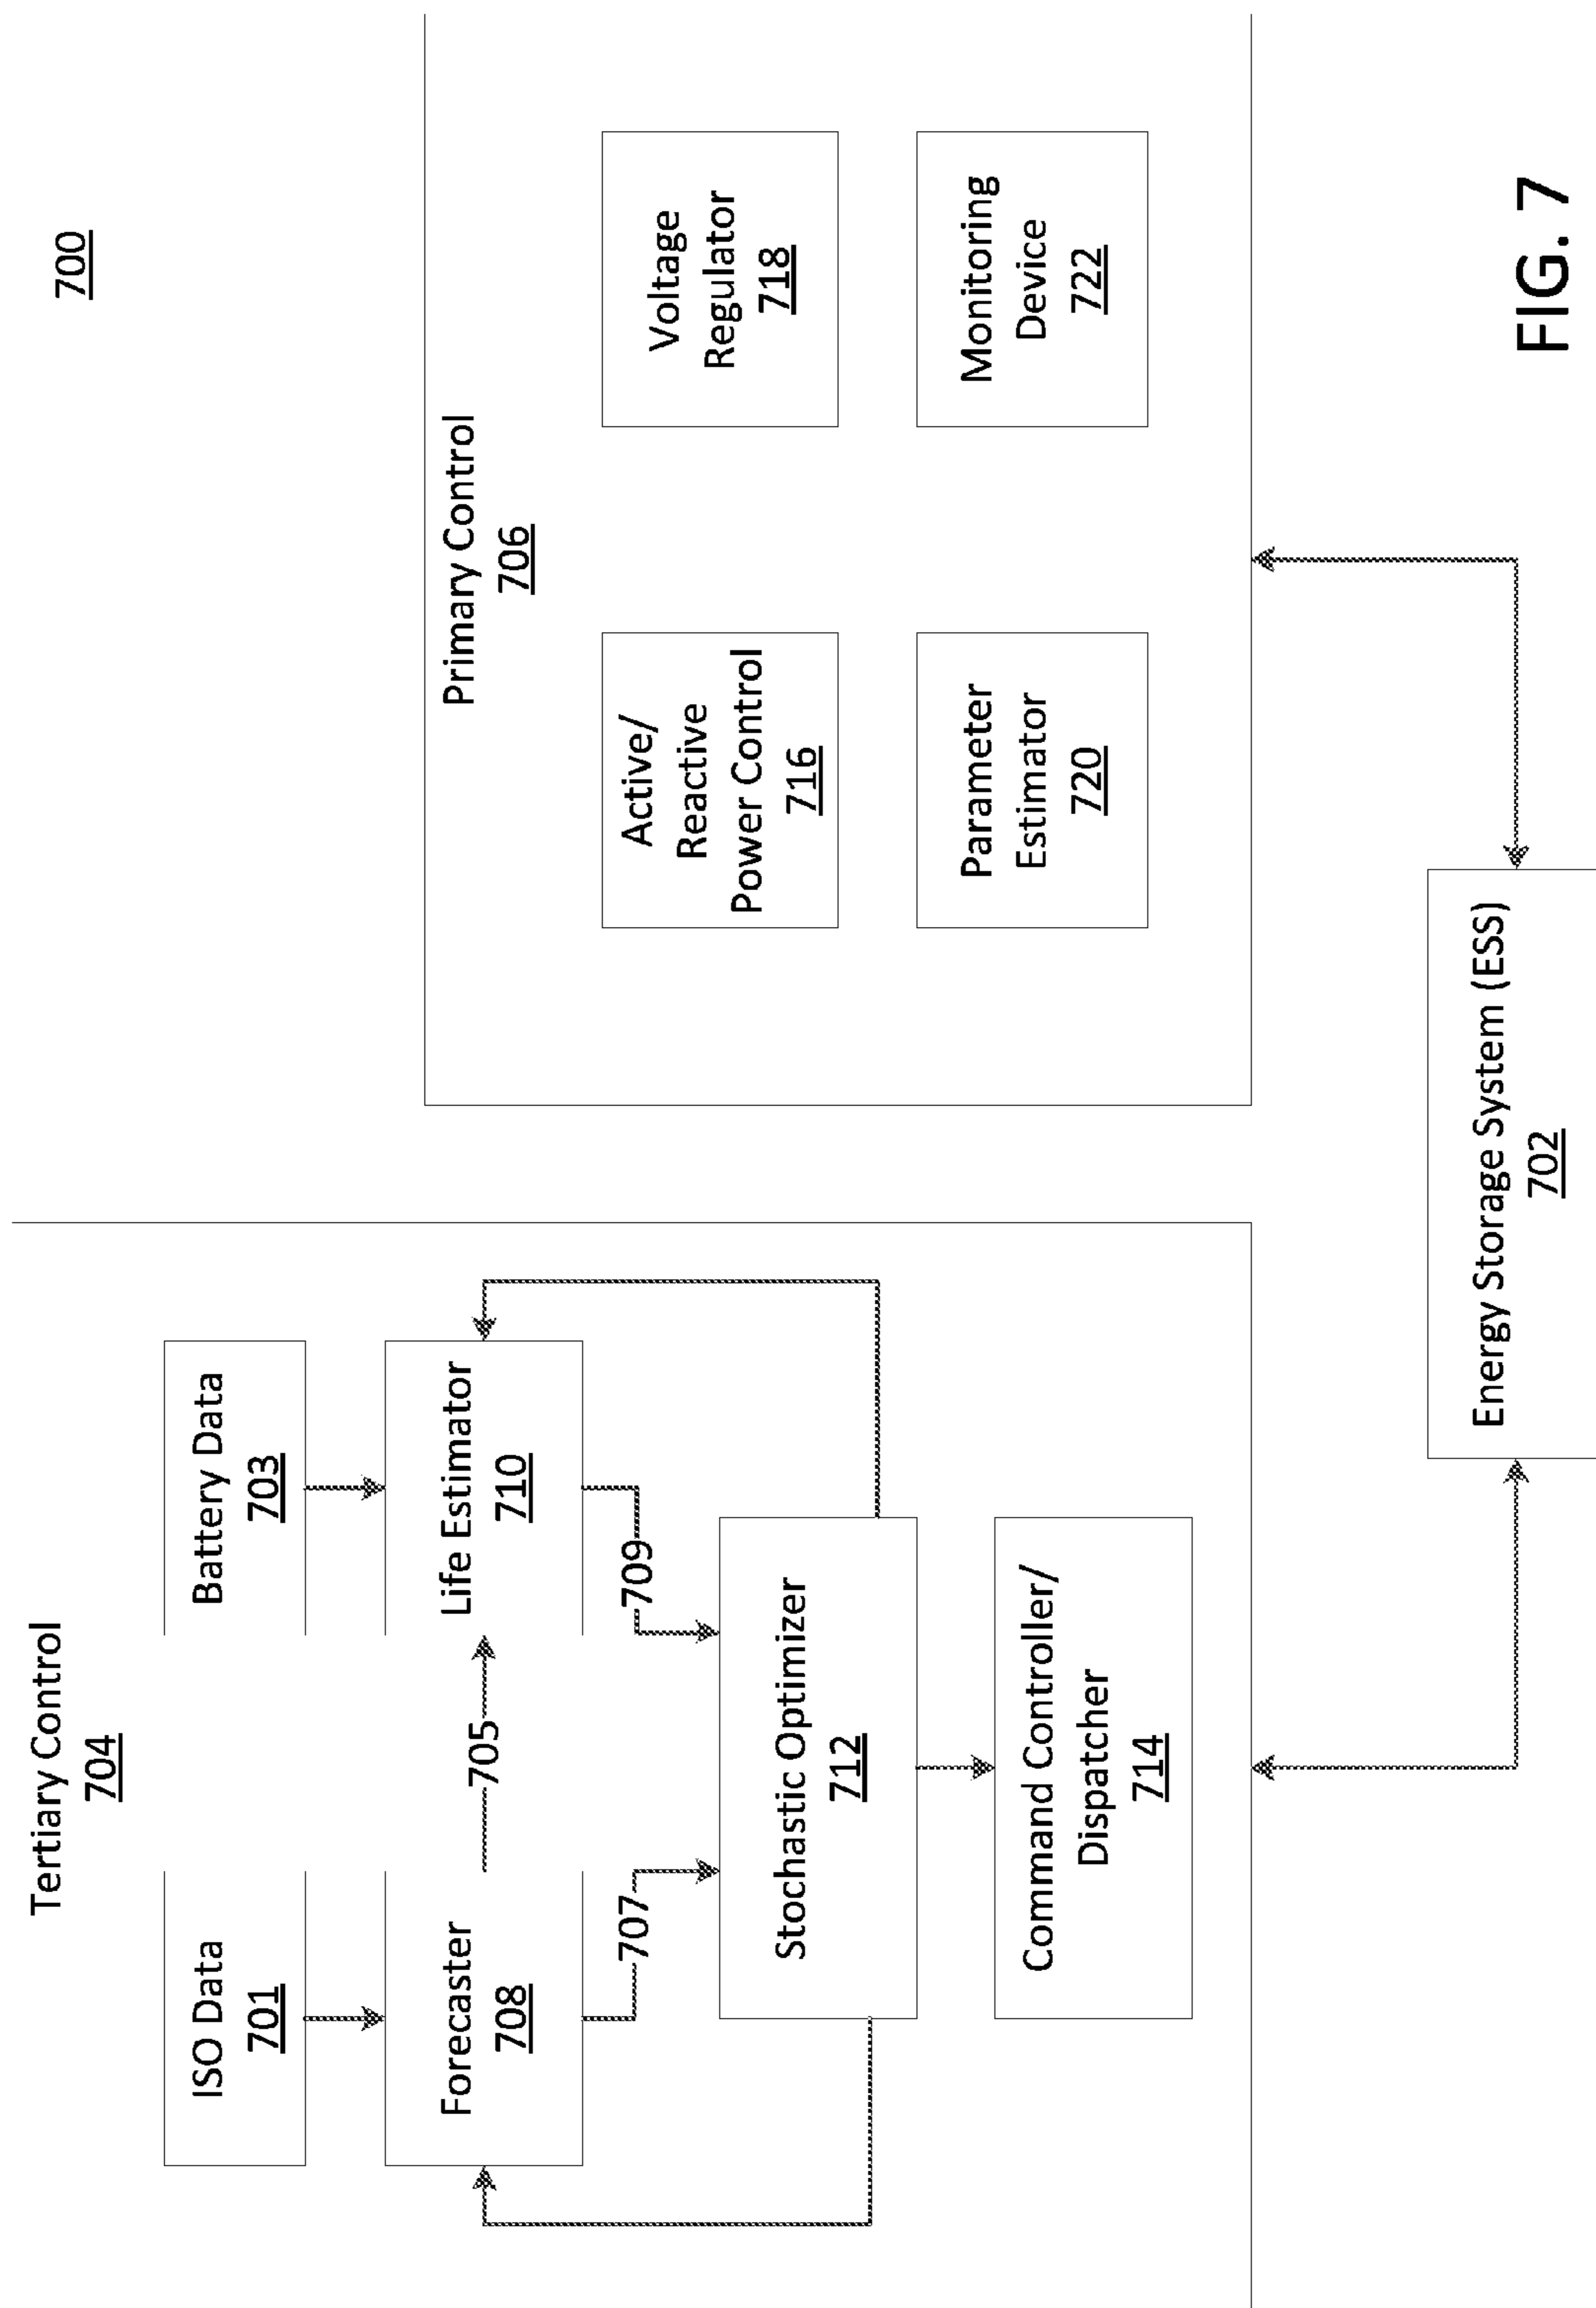 700
Tertiary Control
704
ISO Data
701
Battery Data
703
Forecaster
708
705
Life Estimator
710
707
709
Stochastic Optimizer
712
Command Controller/
Dispatcher
714
Primary Control
706
Active/
Reactive
Power Control
716
Voltage
Regulator
718
Parameter
Estimator
720
Monitoring
Device
722
Energy Storage System (ESS)
702
FIG. 7